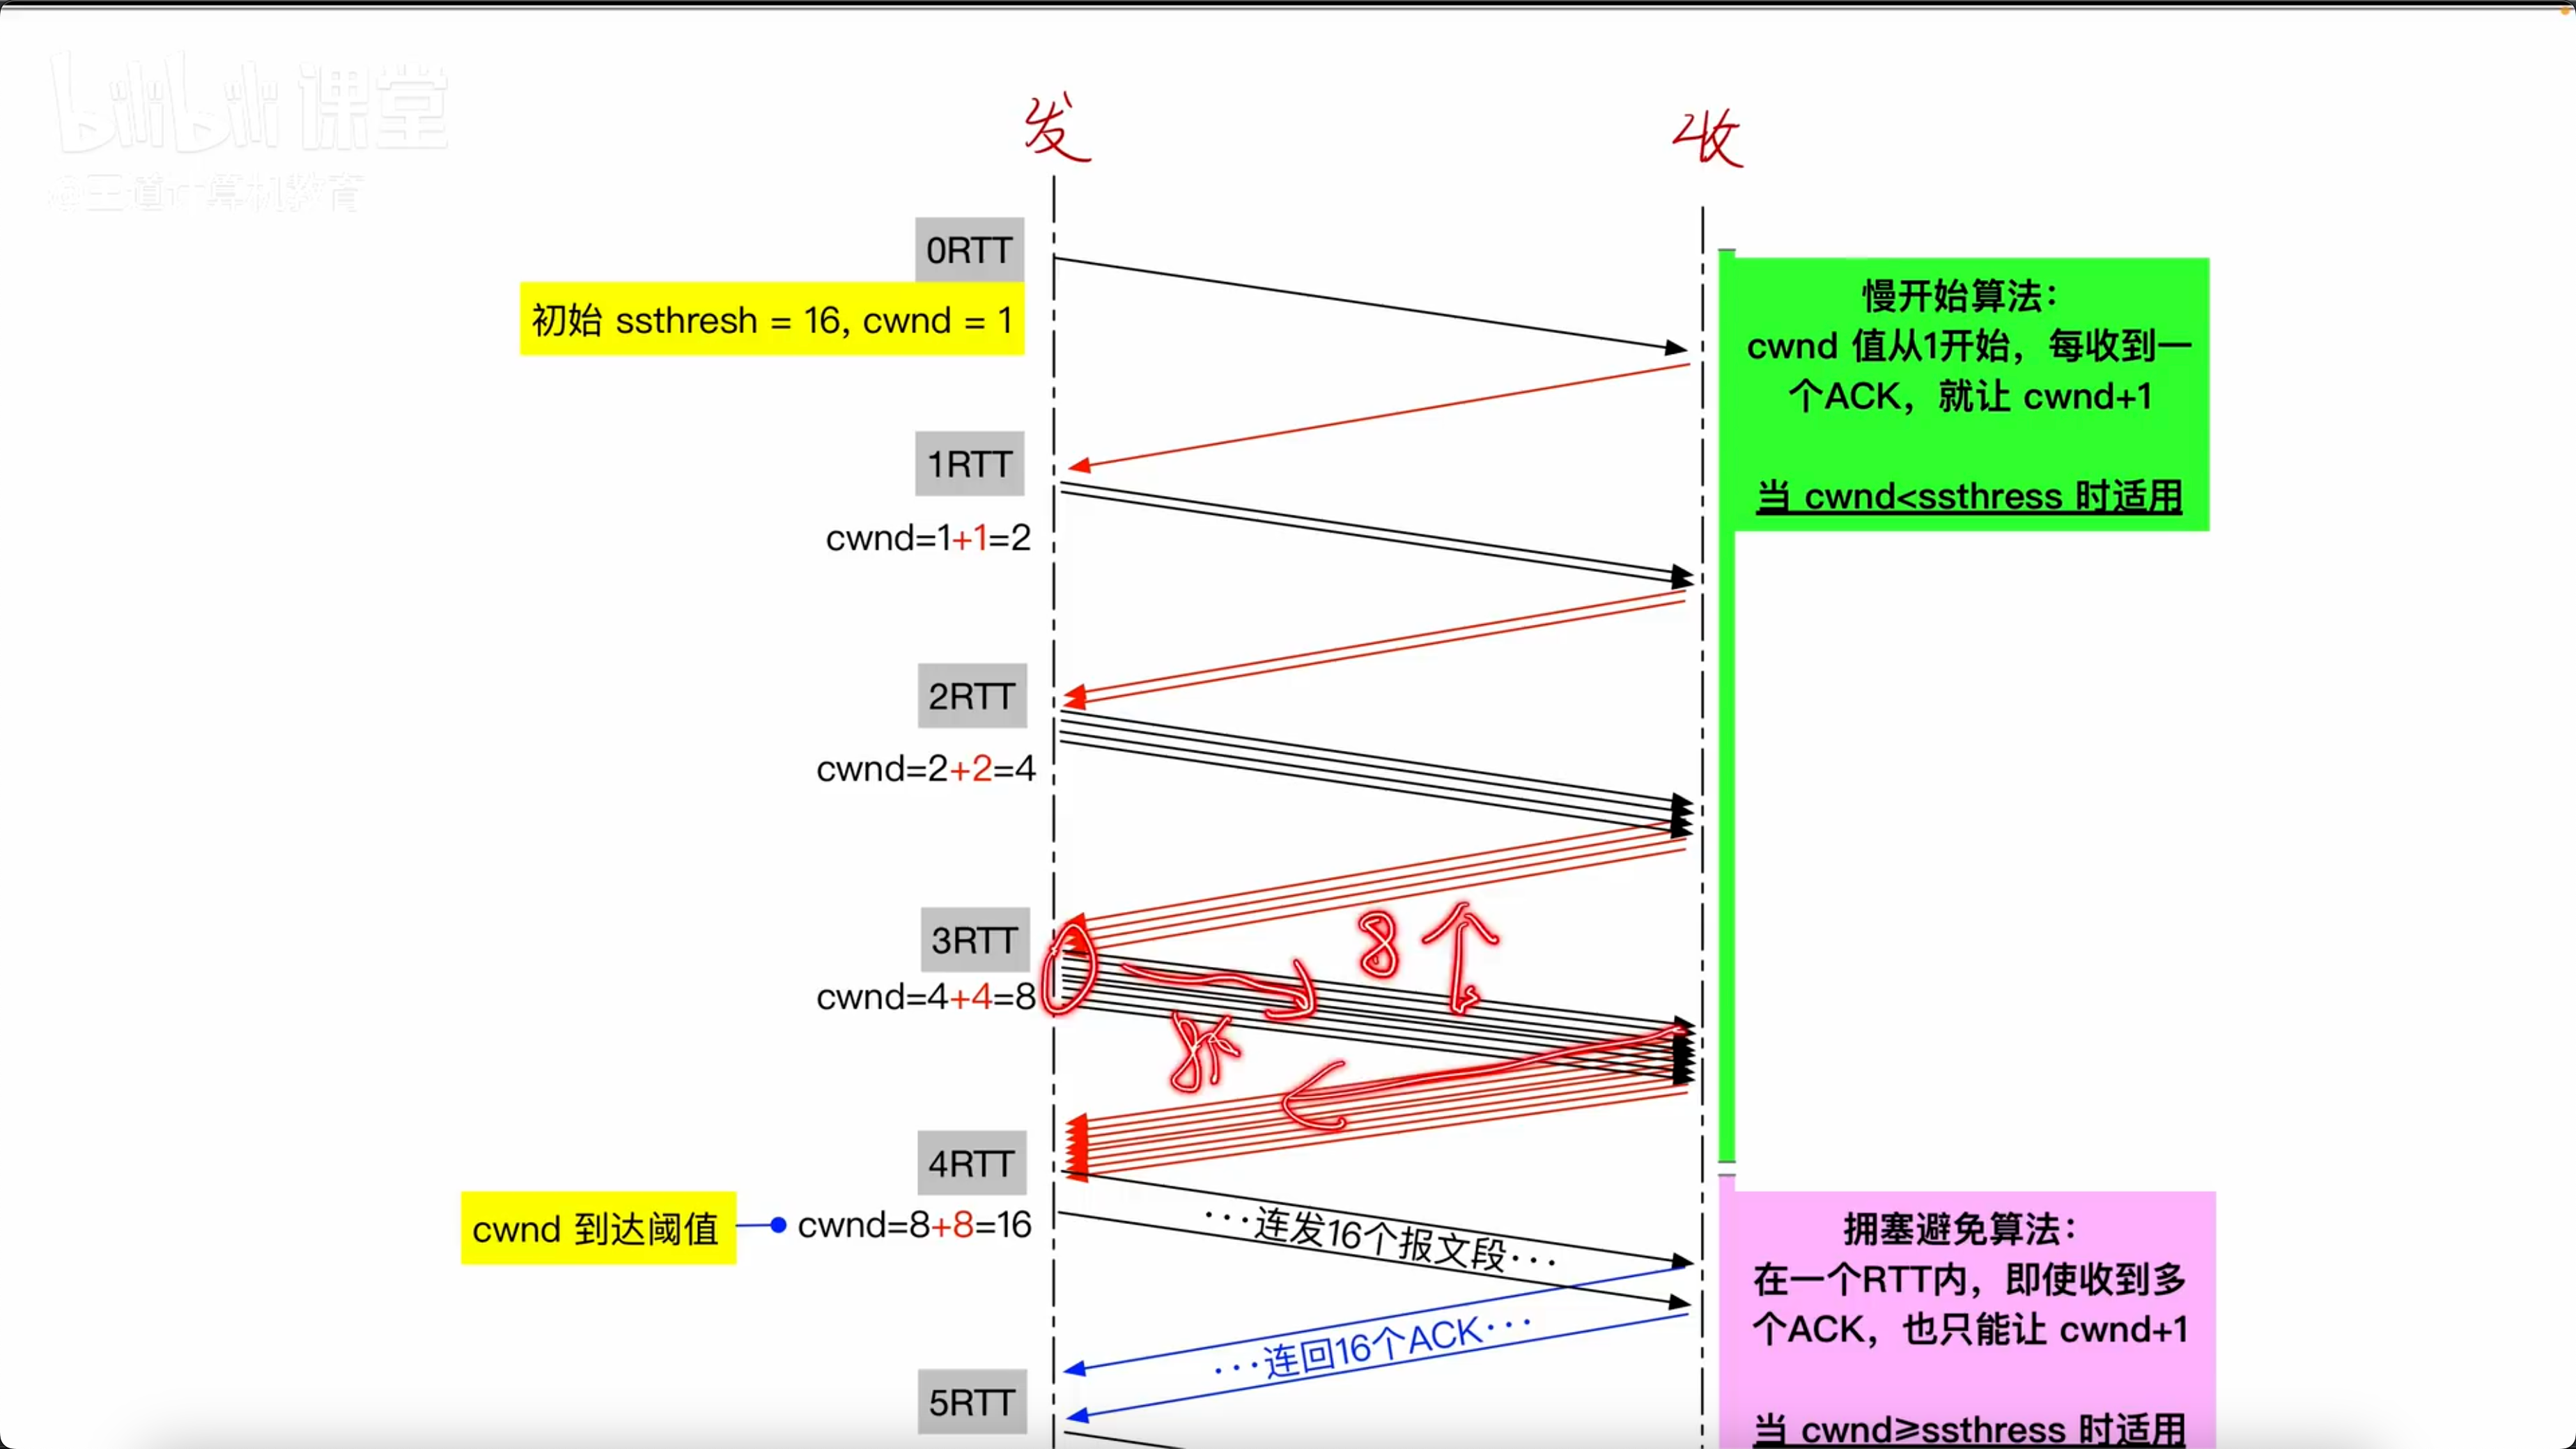 bilibili 课堂
@王道计算机教育
发
收
0RTT
初始 ssthresh = 16, cwnd = 1
慢开始算法：
cwnd 值从1开始，每收到一
个ACK，就让 cwnd+1
当 cwnd<ssthress 时适用
1RTT
cwnd=1+1=2
2RTT
cwnd=2+2=4
3RTT
cwnd=4+4=8
8个
8个
4RTT
cwnd 到达阈值
cwnd=8+8=16
···连发16个报文段···
···连回16个ACK···
拥塞避免算法：
在一个RTT内，即使收到多
个ACK，也只能让 cwnd+1
当 cwnd≥ssthress 时适用
5RTT